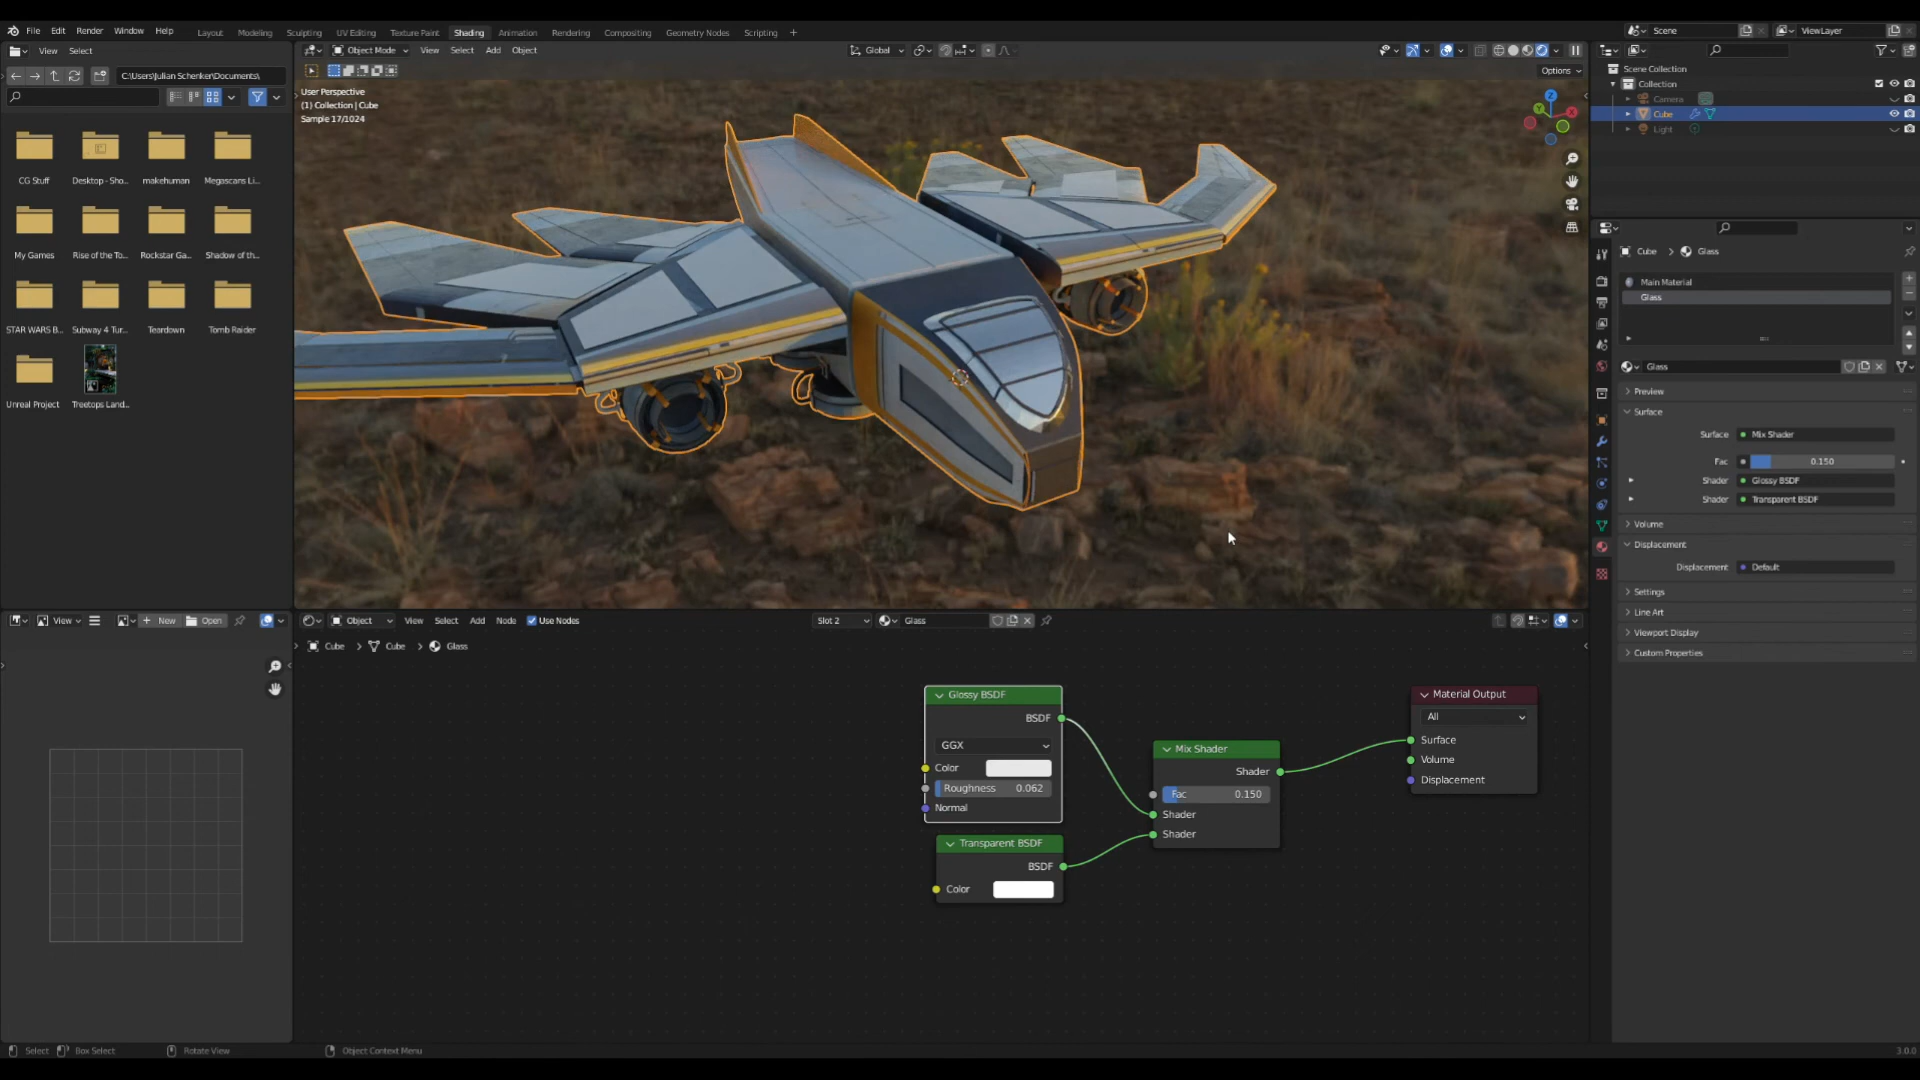 File Edit Render Window Help Layout Modeling Sculpting UV Editing Texture Paint Shading Animation Rendering Compositing Geometry Nodes Scripting + Scene ViewLayer
View Select
C:\Users\Julian Schenker\Documents\
CG Stuff Desktop - Sho... makehuman Megascans Li...
My Games Rise of the To... Rockstar Ga... Shadow of th...
STAR WARS B... Subway 4 Tur... Teardown Tomb Raider
Unreal Project Treetops Land...
Object Mode View Select Add Object Global
Options
User Perspective
(1) Collection | Cube
Sample 17/1024
Z
Y
X
Scene Collection
Collection
Camera
Cube
Light
Cube > Glass
Main Material
Glass
Glass
Preview
Surface
Surface Mix Shader
Fac 0.150
Shader Glossy BSDF
Shader Transparent BSDF
Volume
Displacement
Displacement Default
Settings
Line Art
Viewport Display
Custom Properties
View New Open
Object View Select Add Node Use Nodes Slot 2 Glass
Cube > Cube > Glass
Glossy BSDF
BSDF
GGX
Color
Roughness 0.062
Normal
Transparent BSDF
BSDF
Color
Mix Shader
Shader
Fac 0.150
Shader
Shader
Material Output
All
Surface
Volume
Displacement
Select Box Select Rotate View Object Context Menu 3.0.0